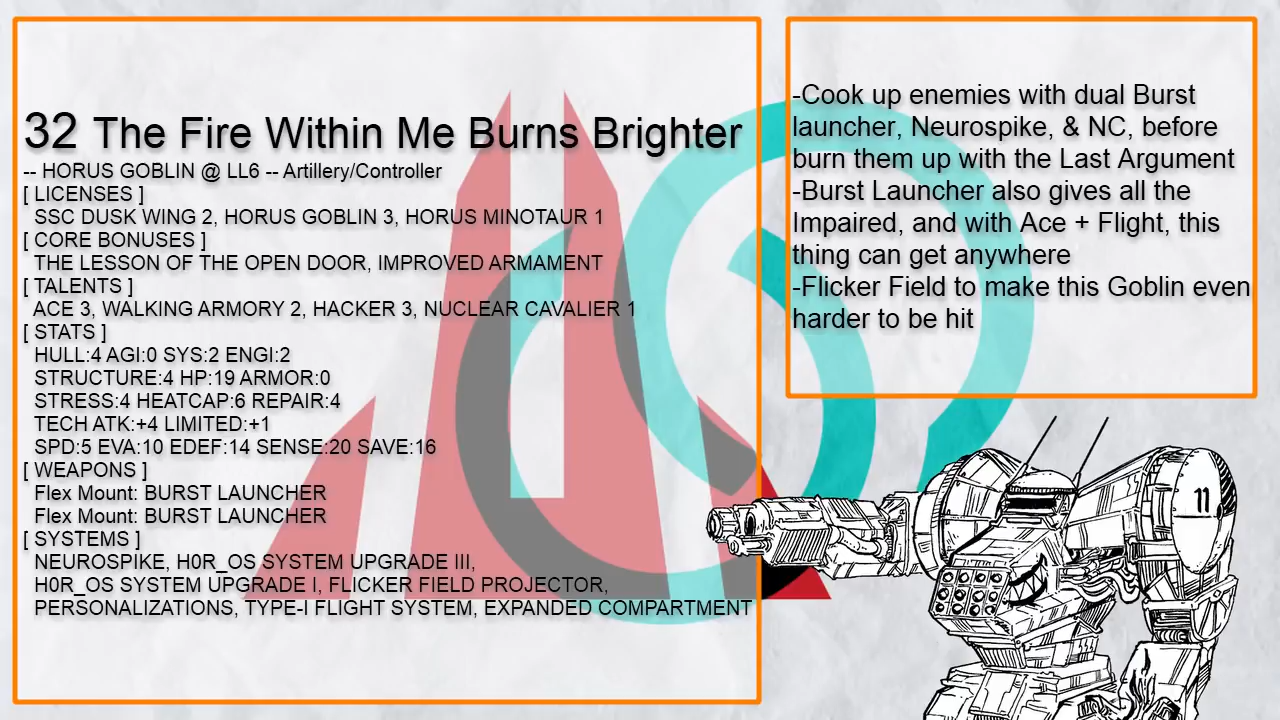 32 The Fire Within Me Burns Brighter
-- HORUS GOBLIN @ LL6 -- Artillery/Controller
[ LICENSES ]
SSC DUSK WING 2, HORUS GOBLIN 3, HORUS MINOTAUR 1
[ CORE BONUSES ]
THE LESSON OF THE OPEN DOOR, IMPROVED ARMAMENT
[ TALENTS ]
ACE 3, WALKING ARMORY 2, HACKER 3, NUCLEAR CAVALIER 1
[ STATS ]
HULL:4 AGI:0 SYS:2 ENGI:2
STRUCTURE:4 HP:19 ARMOR:0
STRESS:4 HEATCAP:6 REPAIR:4
TECH ATK:+4 LIMITED:+1
SPD:5 EVA:10 EDEF:14 SENSE:20 SAVE:16
[ WEAPONS ]
Flex Mount: BURST LAUNCHER
Flex Mount: BURST LAUNCHER
[ SYSTEMS ]
NEUROSPIKE, H0R_OS SYSTEM UPGRADE III,
H0R_OS SYSTEM UPGRADE I, FLICKER FIELD PROJECTOR,
PERSONALIZATIONS, TYPE-I FLIGHT SYSTEM, EXPANDED COMPARTMENT
-Cook up enemies with dual Burst
launcher, Neurospike, & NC, before
burn them up with the Last Argument
-Burst Launcher also gives all the
Impaired, and with Ace + Flight, this
thing can get anywhere
-Flicker Field to make this Goblin even
harder to be hit
11